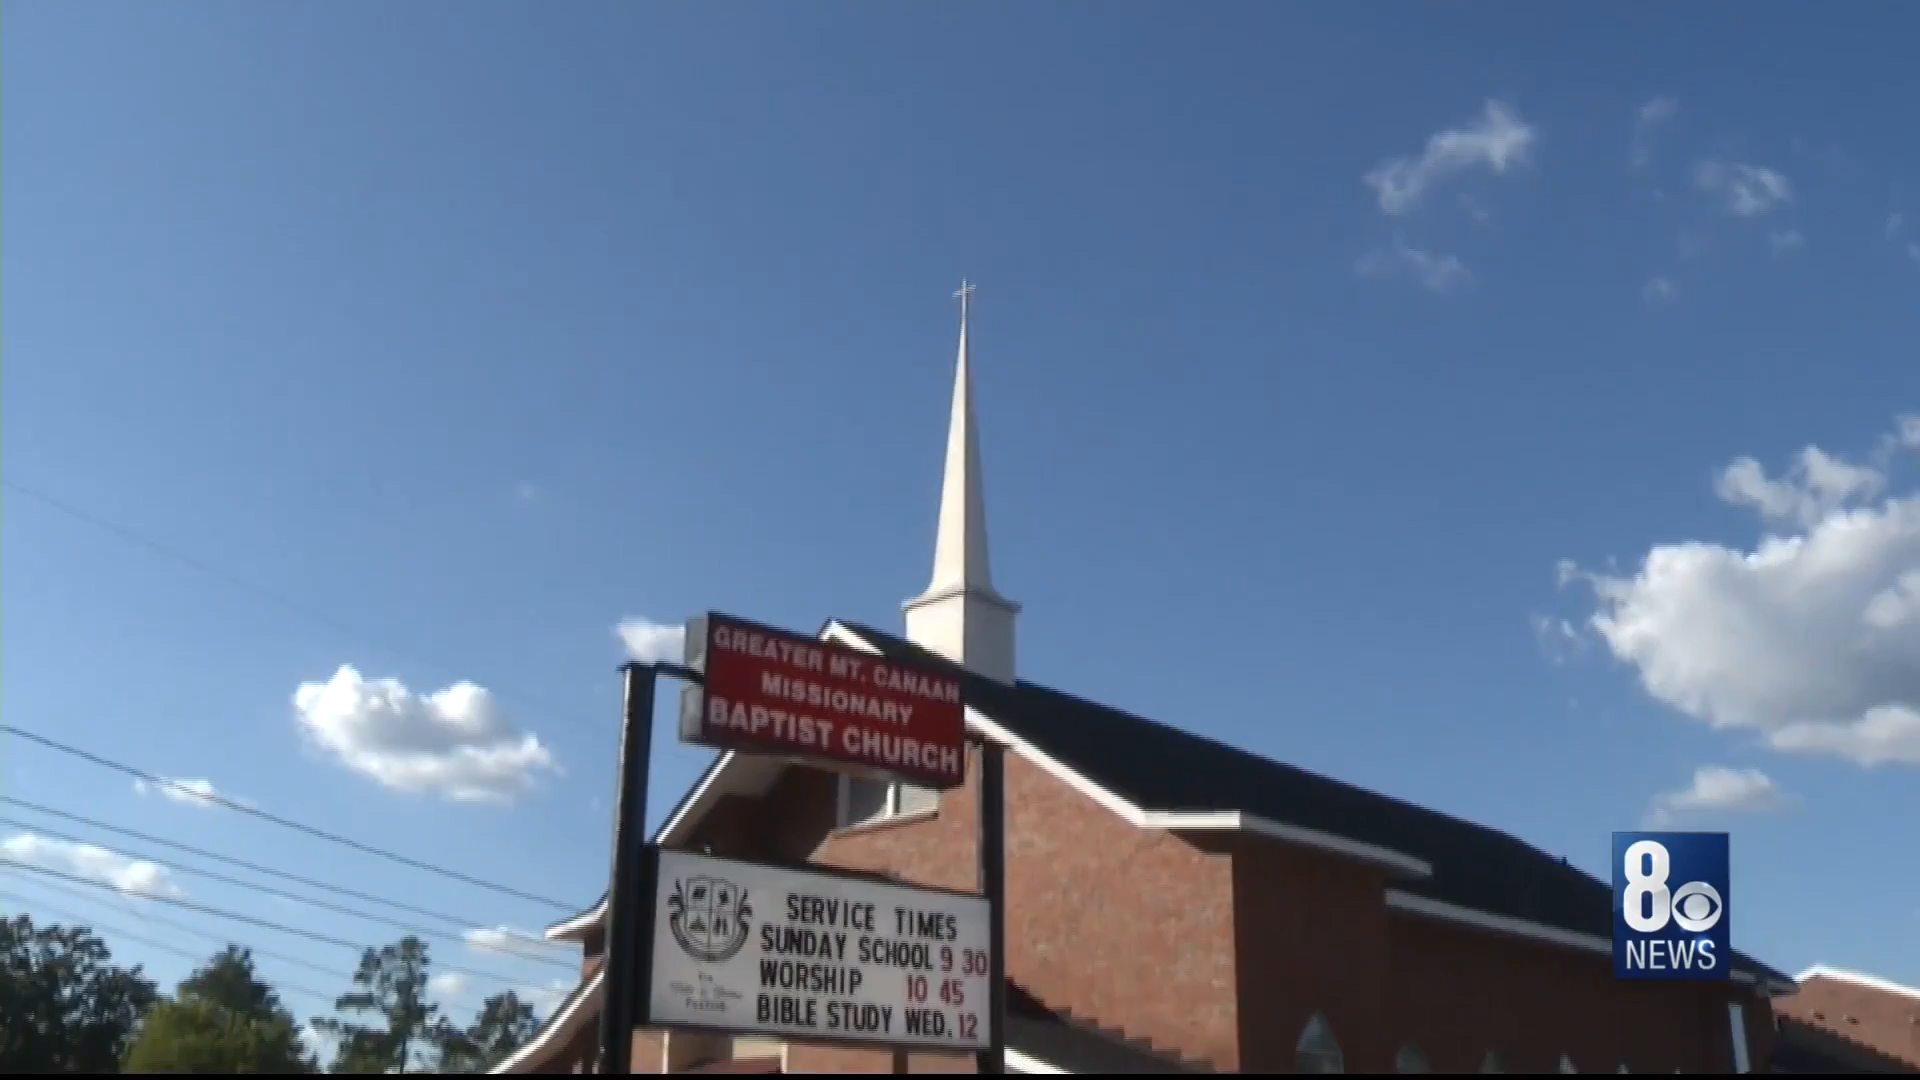 GREATER MT. CANAAN
MISSIONARY
BAPTIST CHURCH
SERVICE TIMES
SUNDAY SCHOOL 9 30
WORSHIP 10 45
BIBLE STUDY WED. 12
8
NEWS